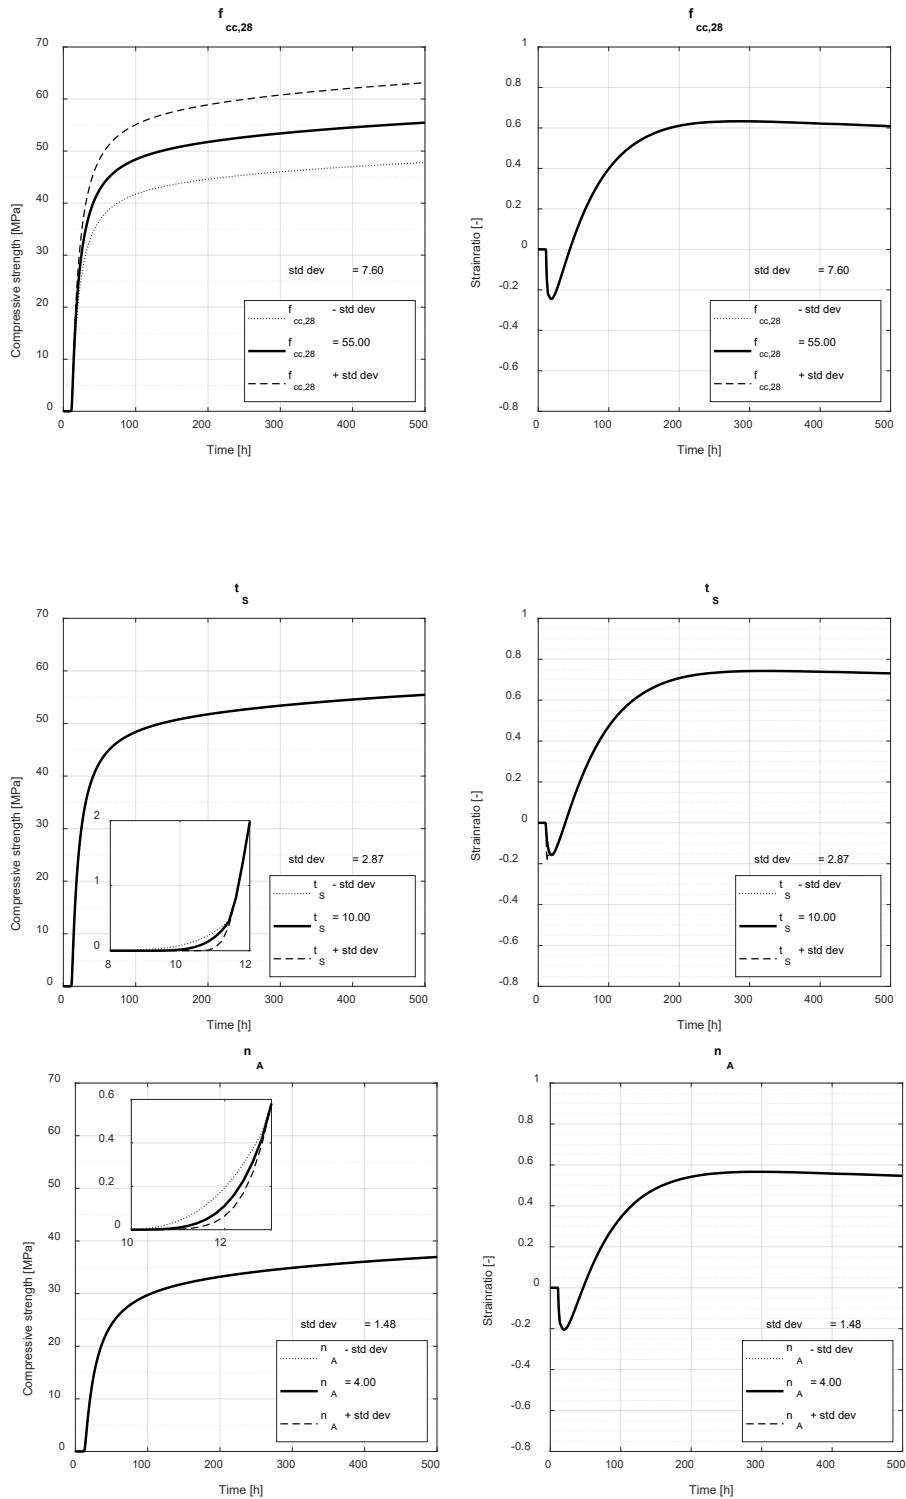 f cc,28
70
60
50
40
30
20
10
0
Compressive strength [MPa]
std dev = 7.60
f cc,28 - std dev
f cc,28 = 55.00
f cc,28 + std dev
0 100 200 300 400 500
Time [h]
f cc,28
1
0.8
0.6
0.4
0.2
0
-0.2
-0.4
-0.6
-0.8
Strainratio [-]
std dev = 7.60
f cc,28 - std dev
f cc,28 = 55.00
f cc,28 + std dev
0 100 200 300 400 500
Time [h]
t S
70
60
50
40
30
20
10
0
Compressive strength [MPa]
2
1
0
8 10 12
std dev = 2.87
t S - std dev
t S = 10.00
t S + std dev
0 100 200 300 400 500
Time [h]
t S
1
0.8
0.6
0.4
0.2
0
-0.2
-0.4
-0.6
-0.8
Strainratio [-]
std dev = 2.87
t S - std dev
t S = 10.00
t S + std dev
0 100 200 300 400 500
Time [h]
n A
70
60
50
40
30
20
10
0
Compressive strength [MPa]
0.6
0.4
0.2
0
10 12
std dev = 1.48
n A - std dev
n A = 4.00
n A + std dev
0 100 200 300 400 500
Time [h]
n A
1
0.8
0.6
0.4
0.2
0
-0.2
-0.4
-0.6
-0.8
Strainratio [-]
std dev = 1.48
n A - std dev
n A = 4.00
n A + std dev
0 100 200 300 400 500
Time [h]